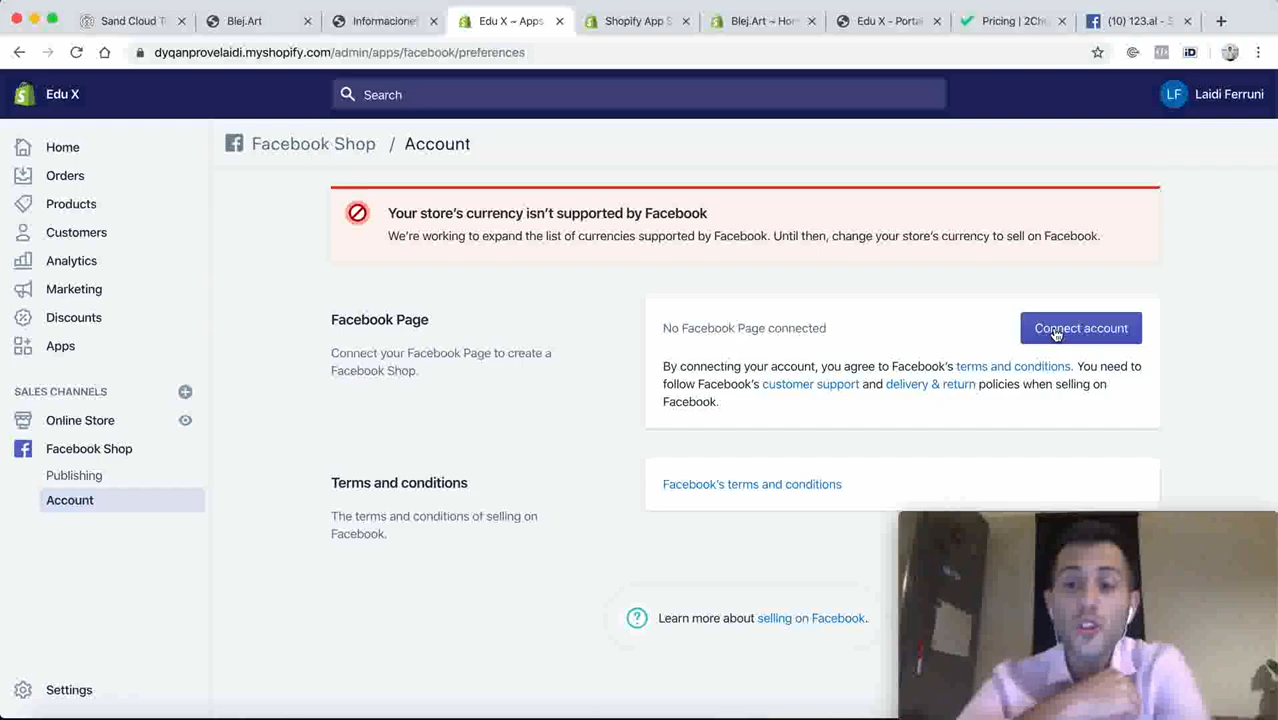 Sand Cloud T
Blej.Art
Informacione
Edu X ~ Apps
Shopify App S
Blej.Art ~ Hom
Edu X - Porta
Pricing | 2Che
(10) 123.al - S
dyqanprovelaidi.myshopify.com/admin/apps/facebook/preferences
Edu X
Search
LF Laidi Ferruni
Home
Orders
Products
Customers
Analytics
Marketing
Discounts
Apps
SALES CHANNELS
Online Store
Facebook Shop
Publishing
Account
Settings
Facebook Shop / Account
Your store's currency isn't supported by Facebook
We're working to expand the list of currencies supported by Facebook. Until then, change your store's currency to sell on Facebook.
Facebook Page
Connect your Facebook Page to create a
Facebook Shop.
No Facebook Page connected
Connect account
By connecting your account, you agree to Facebook's terms and conditions. You need to
follow Facebook's customer support and delivery & return policies when selling on
Facebook.
Terms and conditions
The terms and conditions of selling on
Facebook.
Facebook's terms and conditions
Learn more about selling on Facebook.